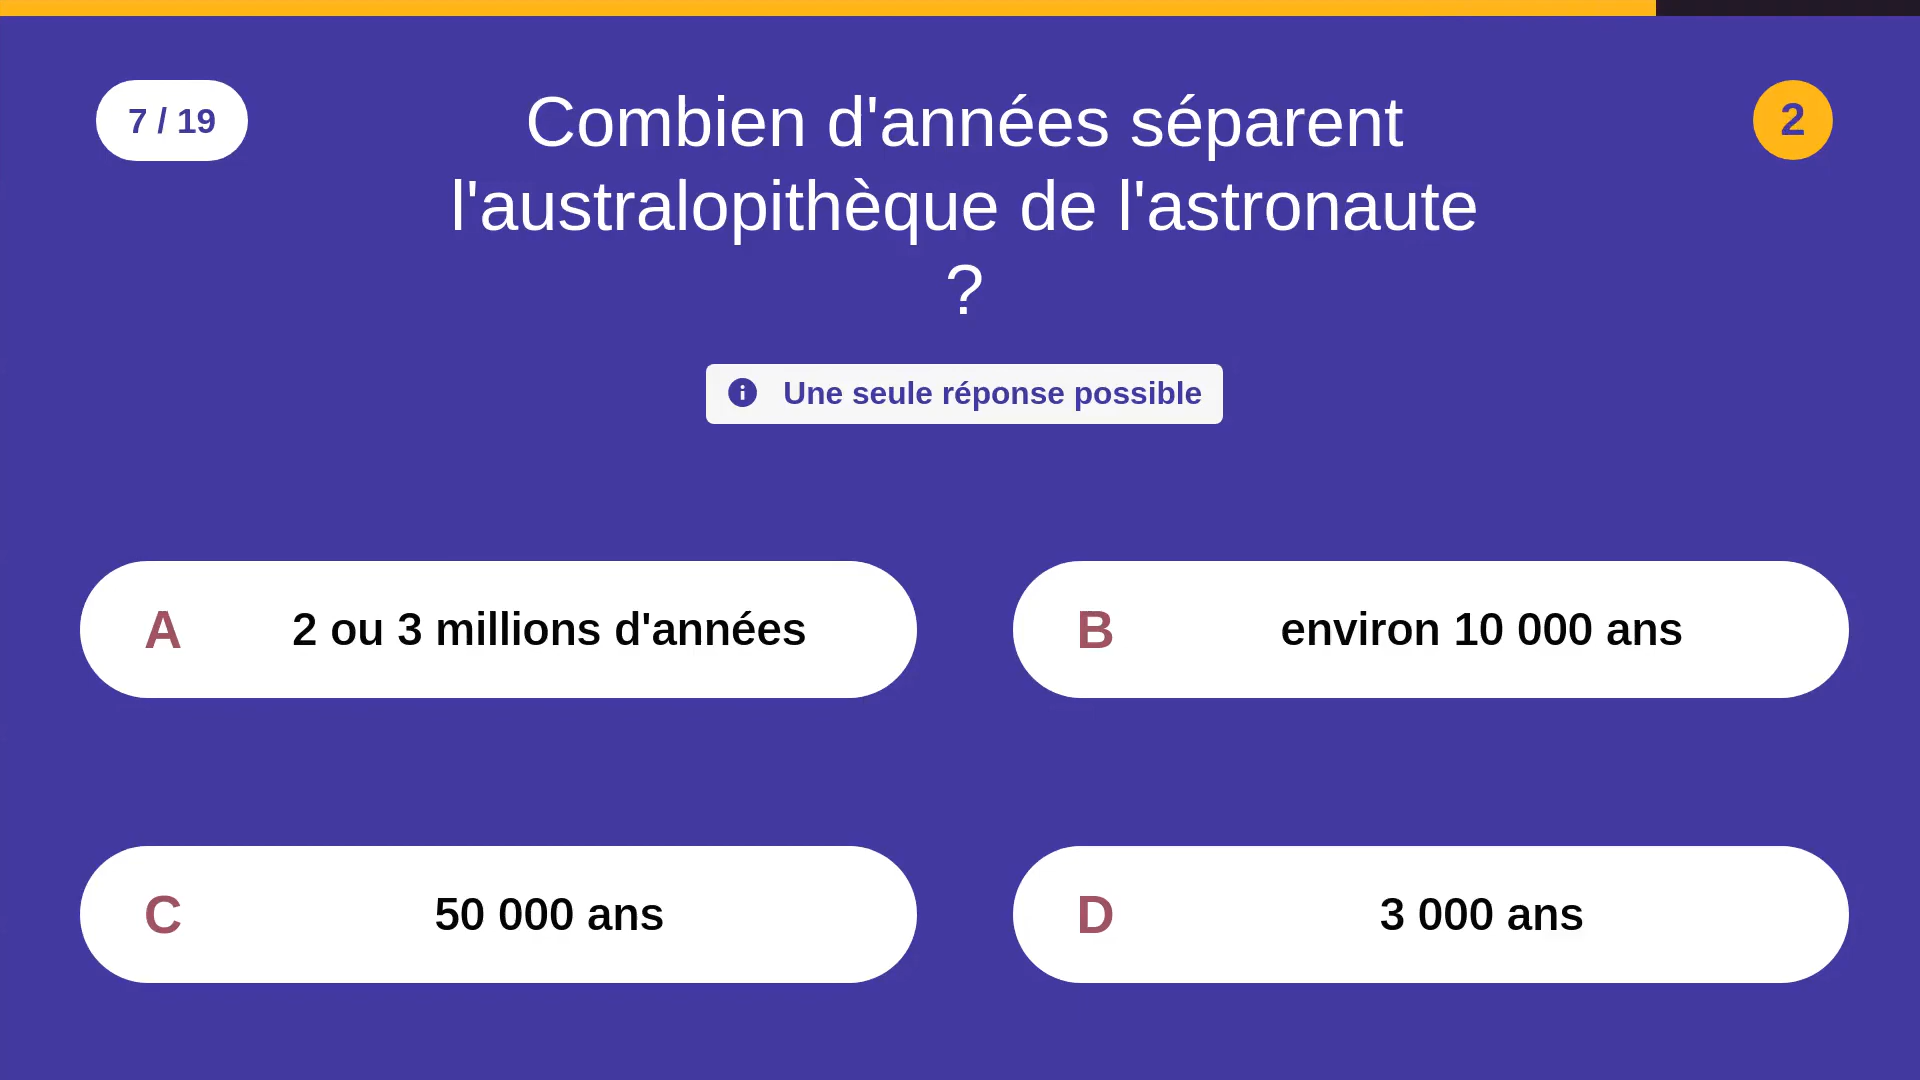 7 / 19
Combien d'années séparent
l'australopithèque de l'astronaute
?
2
Une seule réponse possible
A 2 ou 3 millions d'années
B environ 10 000 ans
C 50 000 ans
D 3 000 ans